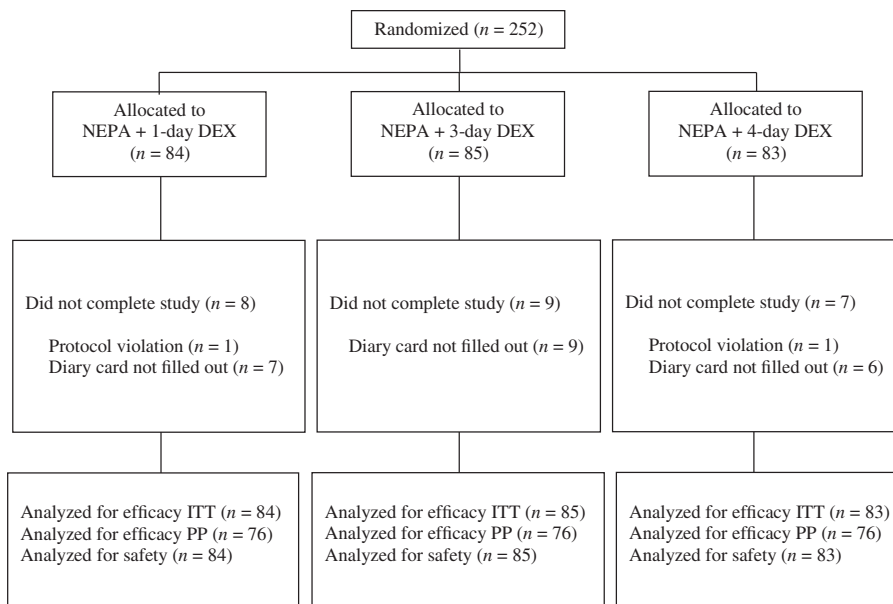 Randomized (n = 252)
Allocated to
NEPA + 1-day DEX
(n = 84)
Allocated to
NEPA + 3-day DEX
(n = 85)
Allocated to
NEPA + 4-day DEX
(n = 83)
Did not complete study (n = 8)
Protocol violation (n = 1)
Diary card not filled out (n = 7)
Did not complete study (n = 9)
Diary card not filled out (n = 9)
Did not complete study (n = 7)
Protocol violation (n = 1)
Diary card not filled out (n = 6)
Analyzed for efficacy ITT (n = 84)
Analyzed for efficacy PP (n = 76)
Analyzed for safety (n = 84)
Analyzed for efficacy ITT (n = 85)
Analyzed for efficacy PP (n = 76)
Analyzed for safety (n = 85)
Analyzed for efficacy ITT (n = 83)
Analyzed for efficacy PP (n = 76)
Analyzed for safety (n = 83)